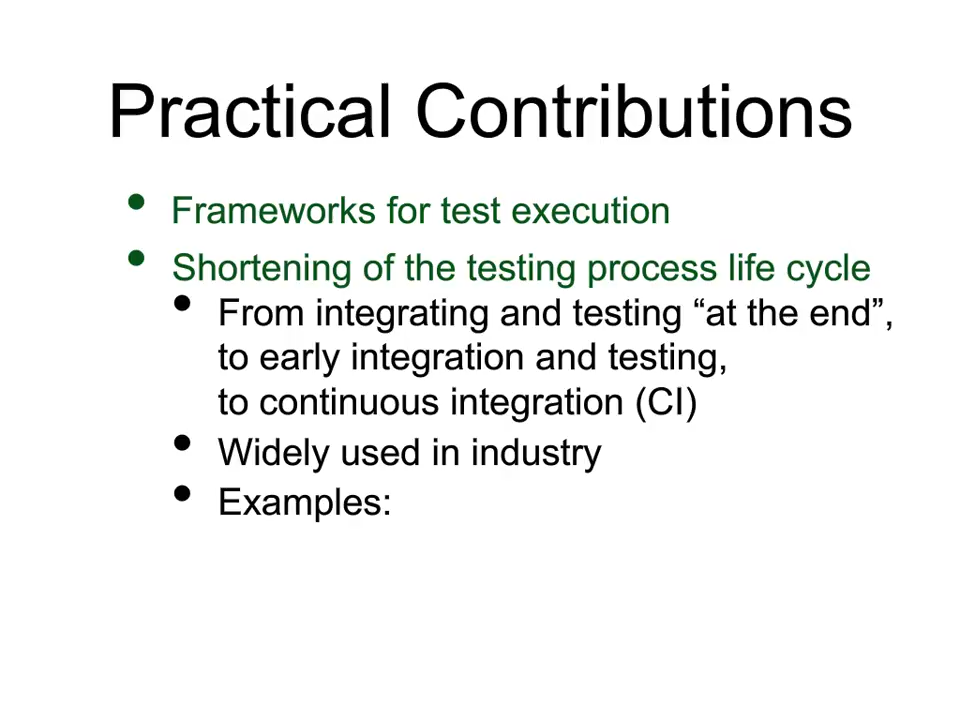 Practical Contributions
• Frameworks for test execution
• Shortening of the testing process life cycle
• From integrating and testing “at the end”,
to early integration and testing,
to continuous integration (CI)
• Widely used in industry
• Examples: